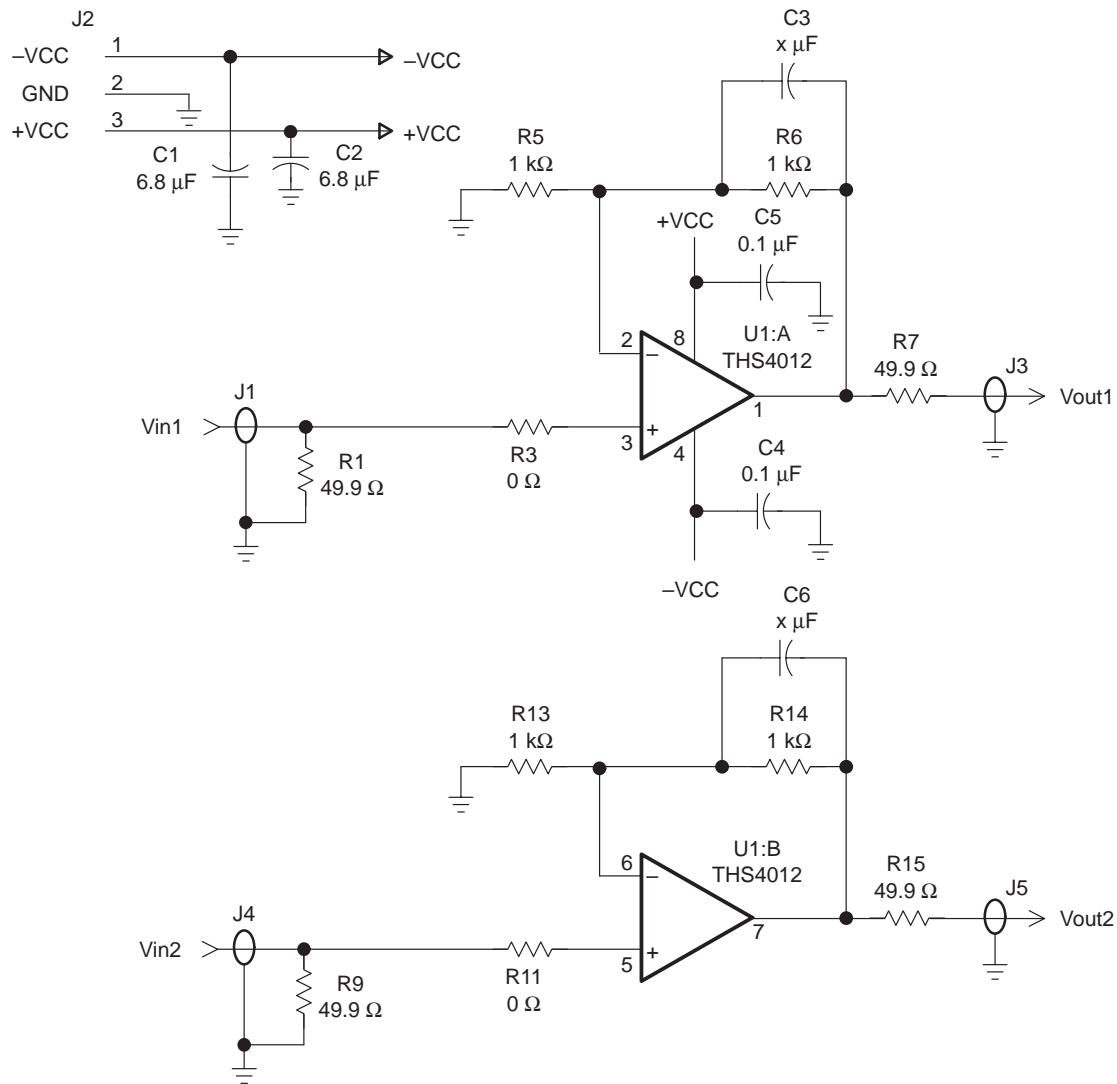 J2
–VCC 1 –VCC
GND 2
+VCC 3 +VCC
C1
6.8 µF
C2
6.8 µF
C3
x µF
R5
1 kΩ
R6
1 kΩ
+VCC
C5
0.1 µF
U1:A
THS4012
2
–
8
3
+
4
1
R7
49.9 Ω
J3
Vout1
J1
Vin1
R1
49.9 Ω
R3
0 Ω
C4
0.1 µF
–VCC
C6
x µF
R13
1 kΩ
R14
1 kΩ
U1:B
THS4012
6
–
5
+
7
R15
49.9 Ω
J5
Vout2
J4
Vin2
R9
49.9 Ω
R11
0 Ω